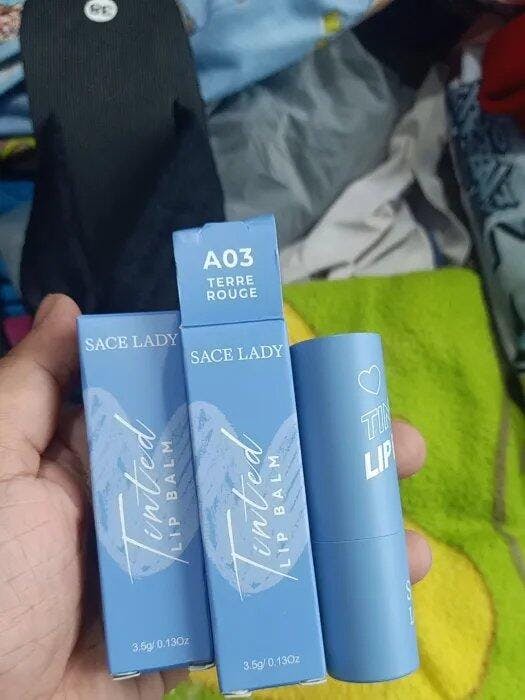 A03
TERRE
ROUGE
SACE LADY
Tinted
LIP BALM
3.5g/ 0.13Oz
SACE LADY
Tinted
LIP BALM
3.5g/ 0.13Oz
TIN
LIP
S
L